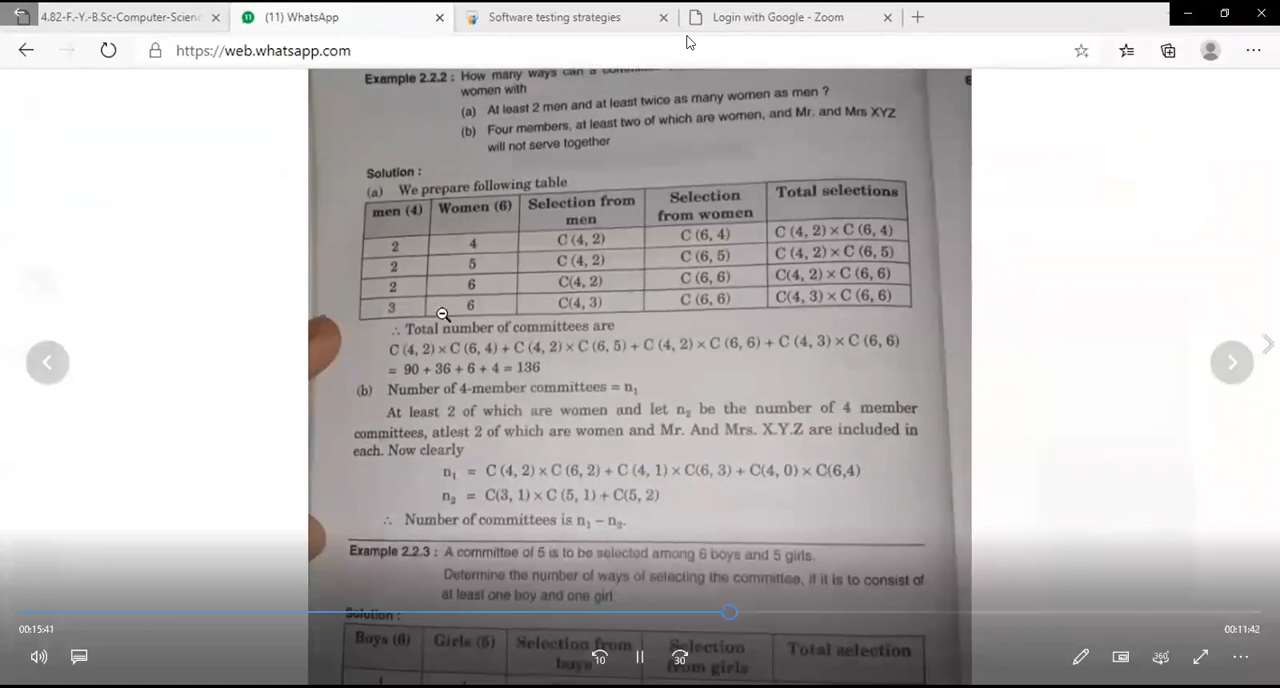 4.82-F.-Y.-B.Sc-Computer-Scien
(11) WhatsApp
Software testing strategies
Login with Google - Zoom
https://web.whatsapp.com
Example 2.2.2 : How many ways can a
women with
(a) At least 2 men and at least twice as many women as men ?
(b) Four members, at least two of which are women, and Mr. and Mrs XYZ
will not serve together
Solution :
(a) We prepare following table
men (4) Women (6) Selection from men Selection from women Total selections
2 4 C (4, 2) C (6, 4) C (4, 2) × C (6, 4)
2 5 C (4, 2) C (6, 5) C (4, 2) × C (6, 5)
2 6 C(4, 2) C (6, 6) C(4, 2) × C (6, 6)
3 6 C(4, 3) C (6, 6) C(4, 3) × C (6, 6)
∴ Total number of committees are
C (4, 2) × C (6, 4) + C (4, 2) × C (6, 5) + C (4, 2) × C (6, 6) + C (4, 3) × C (6, 6)
= 90 + 36 + 6 + 4 = 136
(b) Number of 4-member committees = n₁
At least 2 of which are women and let n₂ be the number of 4 member
committees, atlest 2 of which are women and Mr. And Mrs. X.Y.Z are included in
each. Now clearly
n₁ = C (4, 2) × C (6, 2) + C (4, 1) × C(6, 3) + C(4, 0) × C(6,4)
n₂ = C(3, 1) × C (5, 1) + C(5, 2)
∴ Number of committees is n₁ – n₂.
Example 2.2.3 : A committee of 5 is to be selected among 6 boys and 5 girls.
Determine the number of ways of selecting the committee, if it is to consist of
at least one boy and one girl
Solution :
Boys (6) Girls (5) Selection from boys Selection from girls Total selection
00:15:41
00:11:42
10
30
360